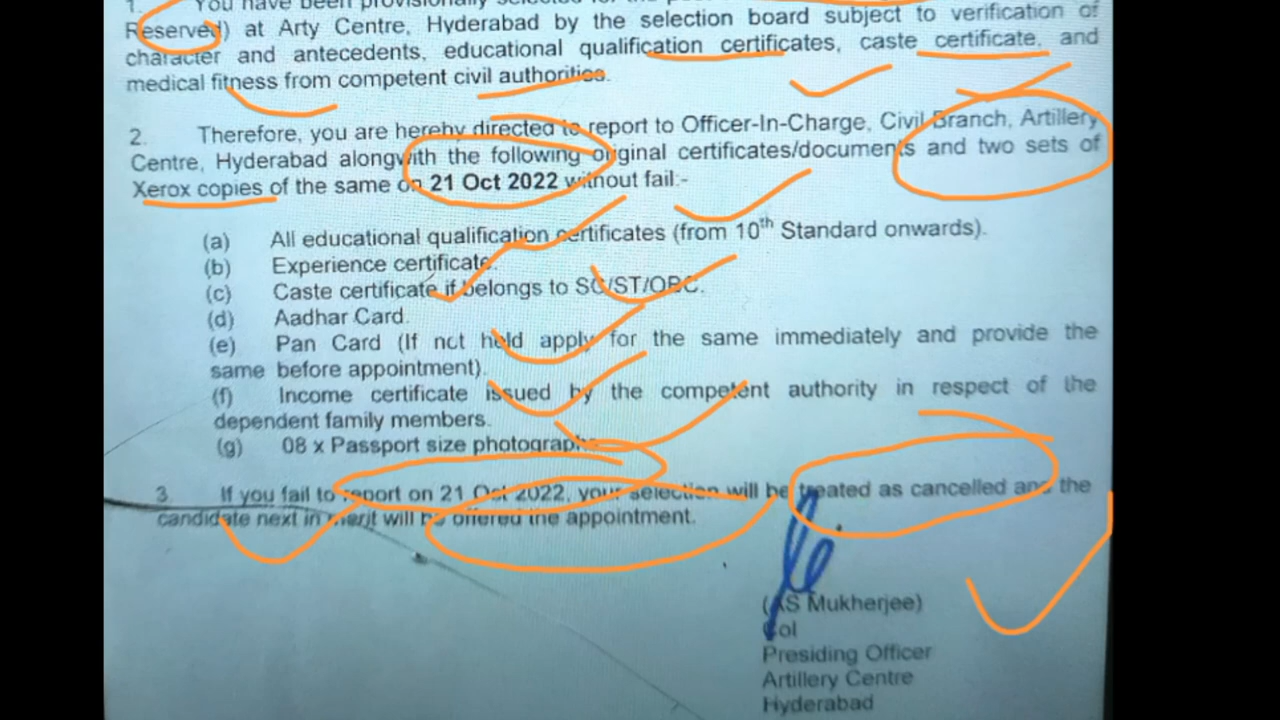 1. You have been provisionally selected for the
Reserved) at Arty Centre, Hyderabad by the selection board subject to verification of
character and antecedents, educational qualification certificates, caste certificate, and
medical fitness from competent civil authorities.
2. Therefore, you are hereby directed to report to Officer-In-Charge, Civil Branch, Artillery
Centre, Hyderabad alongwith the following original certificates/documents and two sets of
Xerox copies of the same on 21 Oct 2022 without fail:-
(a) All educational qualification certificates (from 10th Standard onwards).
(b) Experience certificate.
(c) Caste certificate if belongs to SC/ST/OBC.
(d) Aadhar Card.
(e) Pan Card (If not held apply for the same immediately and provide the
same before appointment).
(f) Income certificate issued by the competent authority in respect of the
dependent family members.
(g) 08 x Passport size photographs
3. If you fail to report on 21 Oct 2022, your selection will be treated as cancelled and the
candidate next in merit will be offered the appointment.
(AS Mukherjee)
Col
Presiding Officer
Artillery Centre
Hyderabad